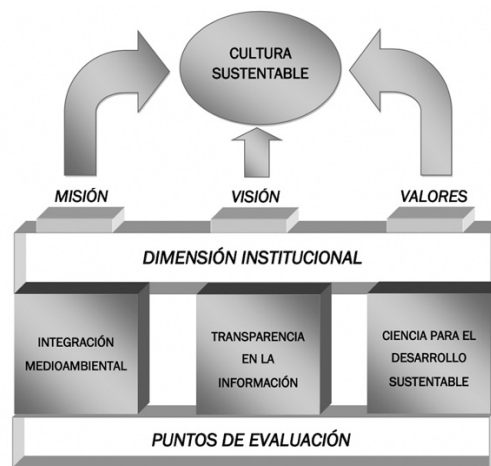 CULTURA
SUSTENTABLE
MISIÓN
VISIÓN
VALORES
DIMENSIÓN INSTITUCIONAL
INTEGRACIÓN
MEDIOAMBIENTAL
TRANSPARENCIA
EN LA
INFORMACIÓN
CIENCIA PARA EL
DESARROLLO
SUSTENTABLE
PUNTOS DE EVALUACIÓN